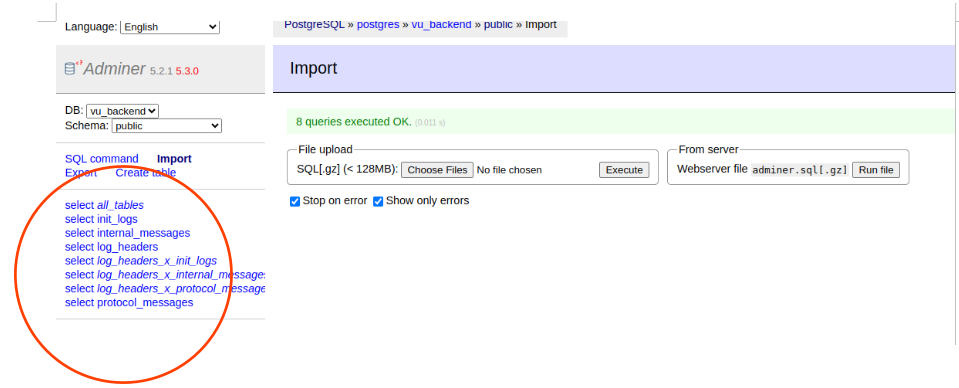 Language: English
PostgreSQL » postgres » vu_backend » public » Import
Adminer 5.2.1 5.3.0
Import
DB: vu_backend
Schema: public
8 queries executed OK. (0.011 s)
SQL command Import
Export Create table
File upload
SQL[.gz] (< 128MB): Choose Files No file chosen Execute
From server
Webserver file adminer.sql[.gz] Run file
Stop on error Show only errors
select all_tables
select init_logs
select internal_messages
select log_headers
select log_headers_x_init_logs
select log_headers_x_internal_messages
select log_headers_x_protocol_message
select protocol_messages